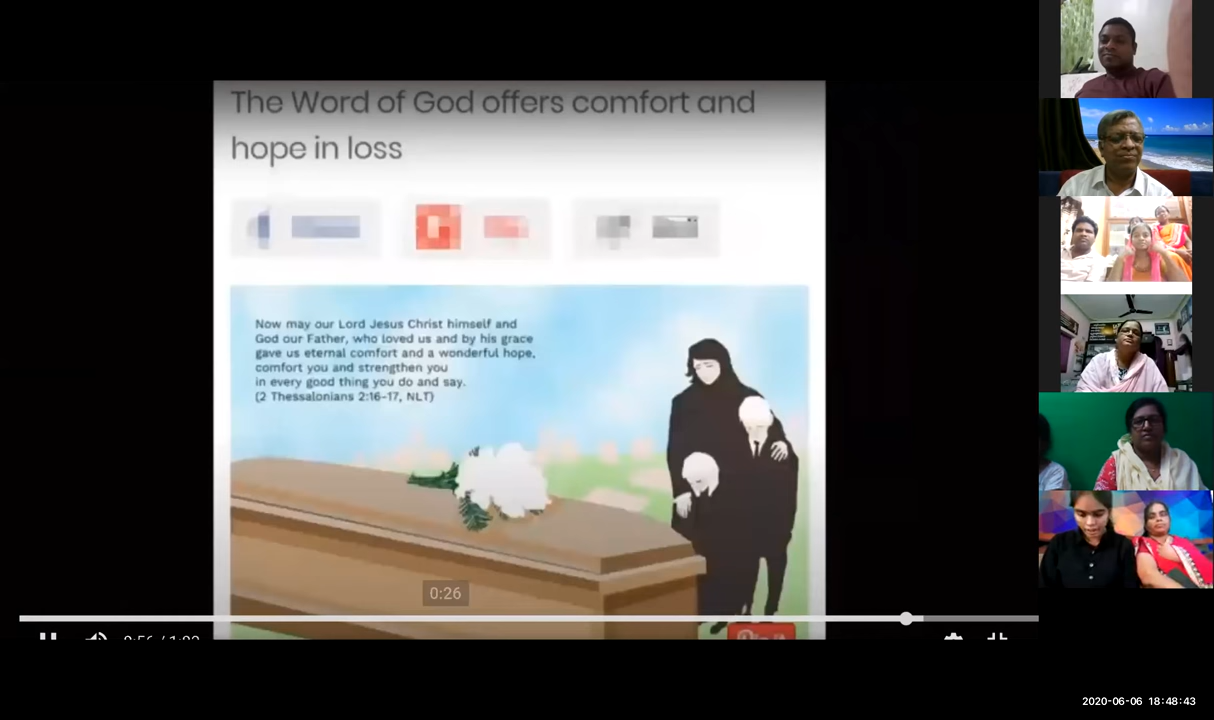 The Word of God offers comfort and
hope in loss
Now may our Lord Jesus Christ himself and
God our Father, who loved us and by his grace
gave us eternal comfort and a wonderful hope,
comfort you and strengthen you
in every good thing you do and say.
(2 Thessalonians 2:16-17, NLT)
0:26
2020-06-06 18:48:43